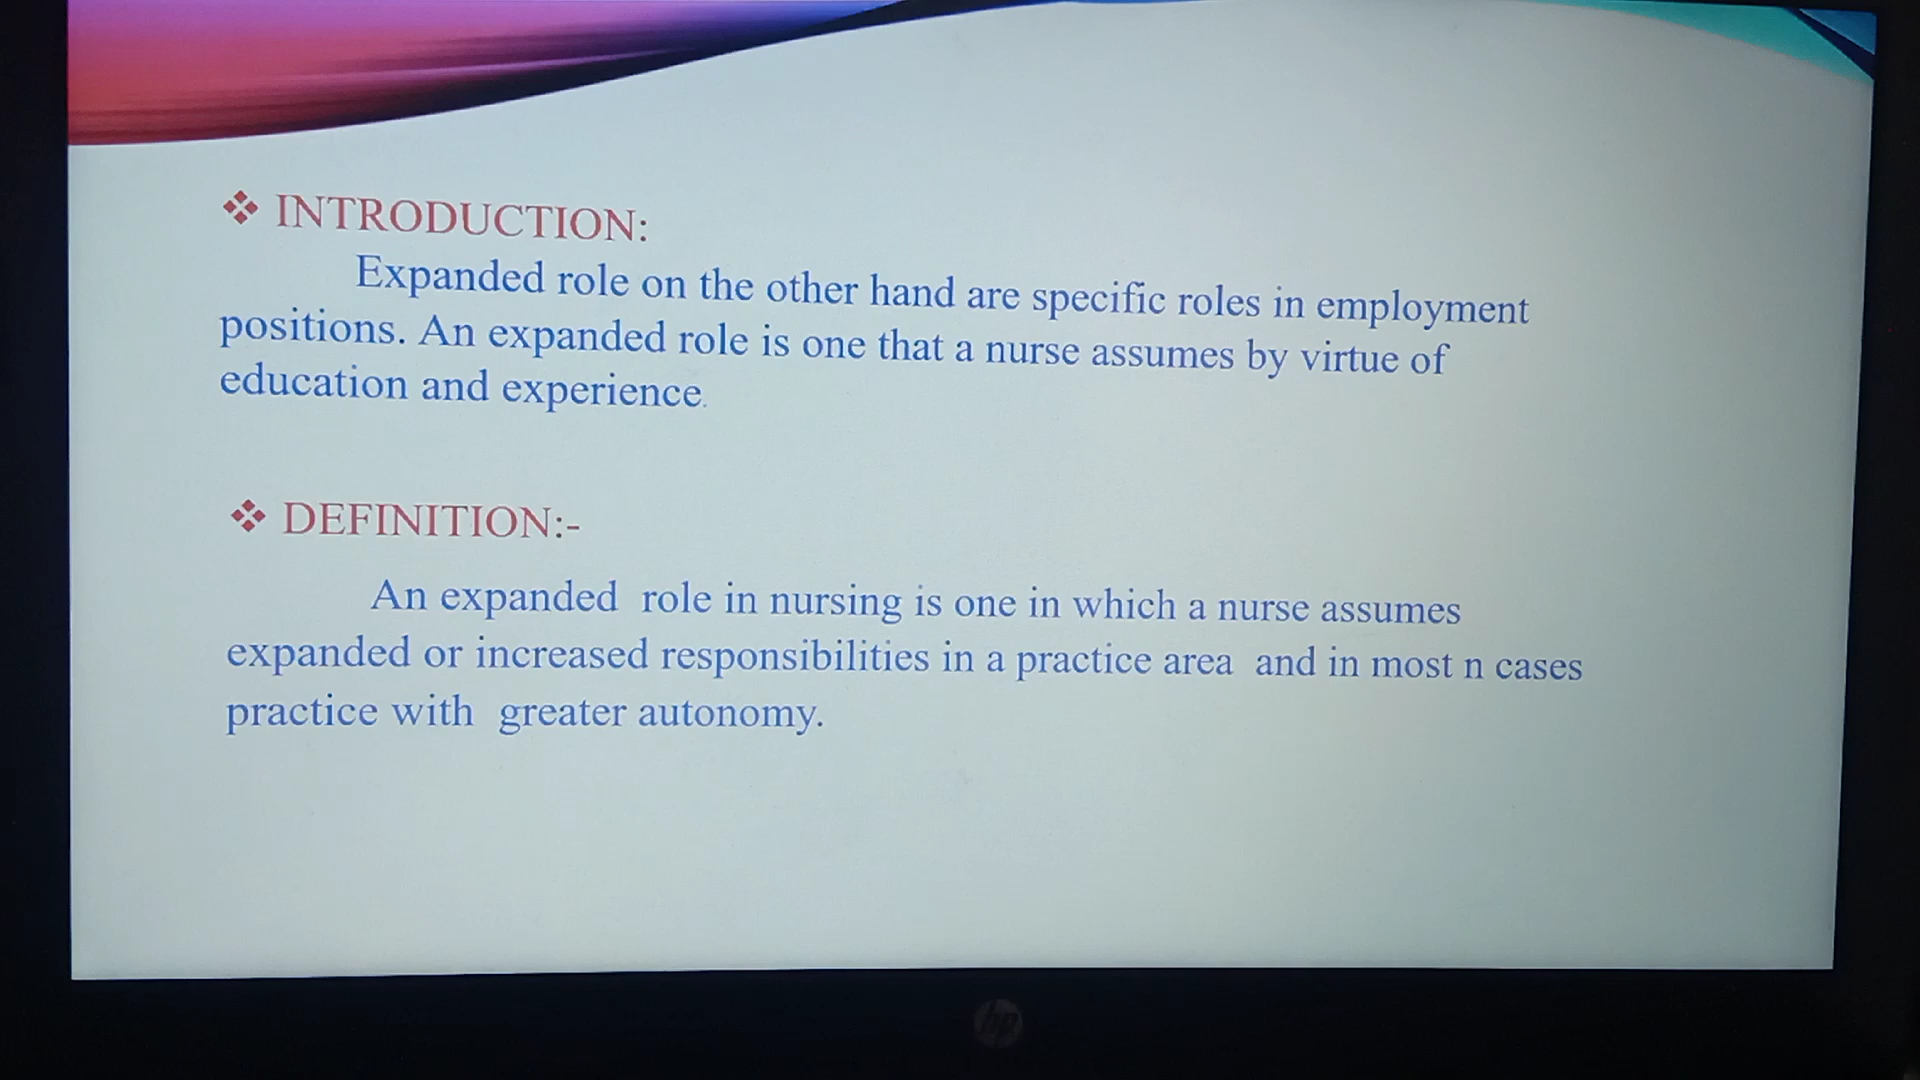 ❖ INTRODUCTION:
Expanded role on the other hand are specific roles in employment
positions. An expanded role is one that a nurse assumes by virtue of
education and experience.
❖ DEFINITION:-
An expanded role in nursing is one in which a nurse assumes
expanded or increased responsibilities in a practice area and in most n cases
practice with greater autonomy.
hp